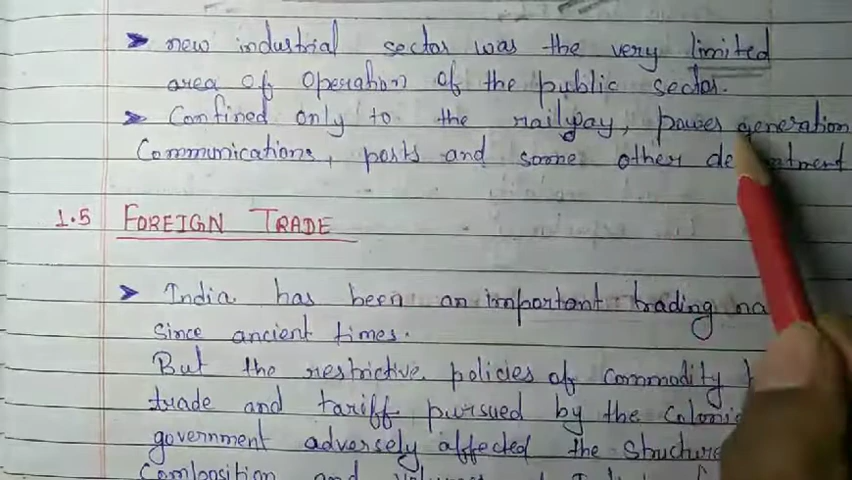 ➤ new industrial sector was the very limited
area of operation of the public sector.
➤ Confined only to the railway, power generation
Communications, posts and some other
1.5 FOREIGN TRADE
➤ India has been an important trading
Since ancient times.
But the restrictive policies of commodity
trade and tariff pursued by the
government adversely affected the
Composition and